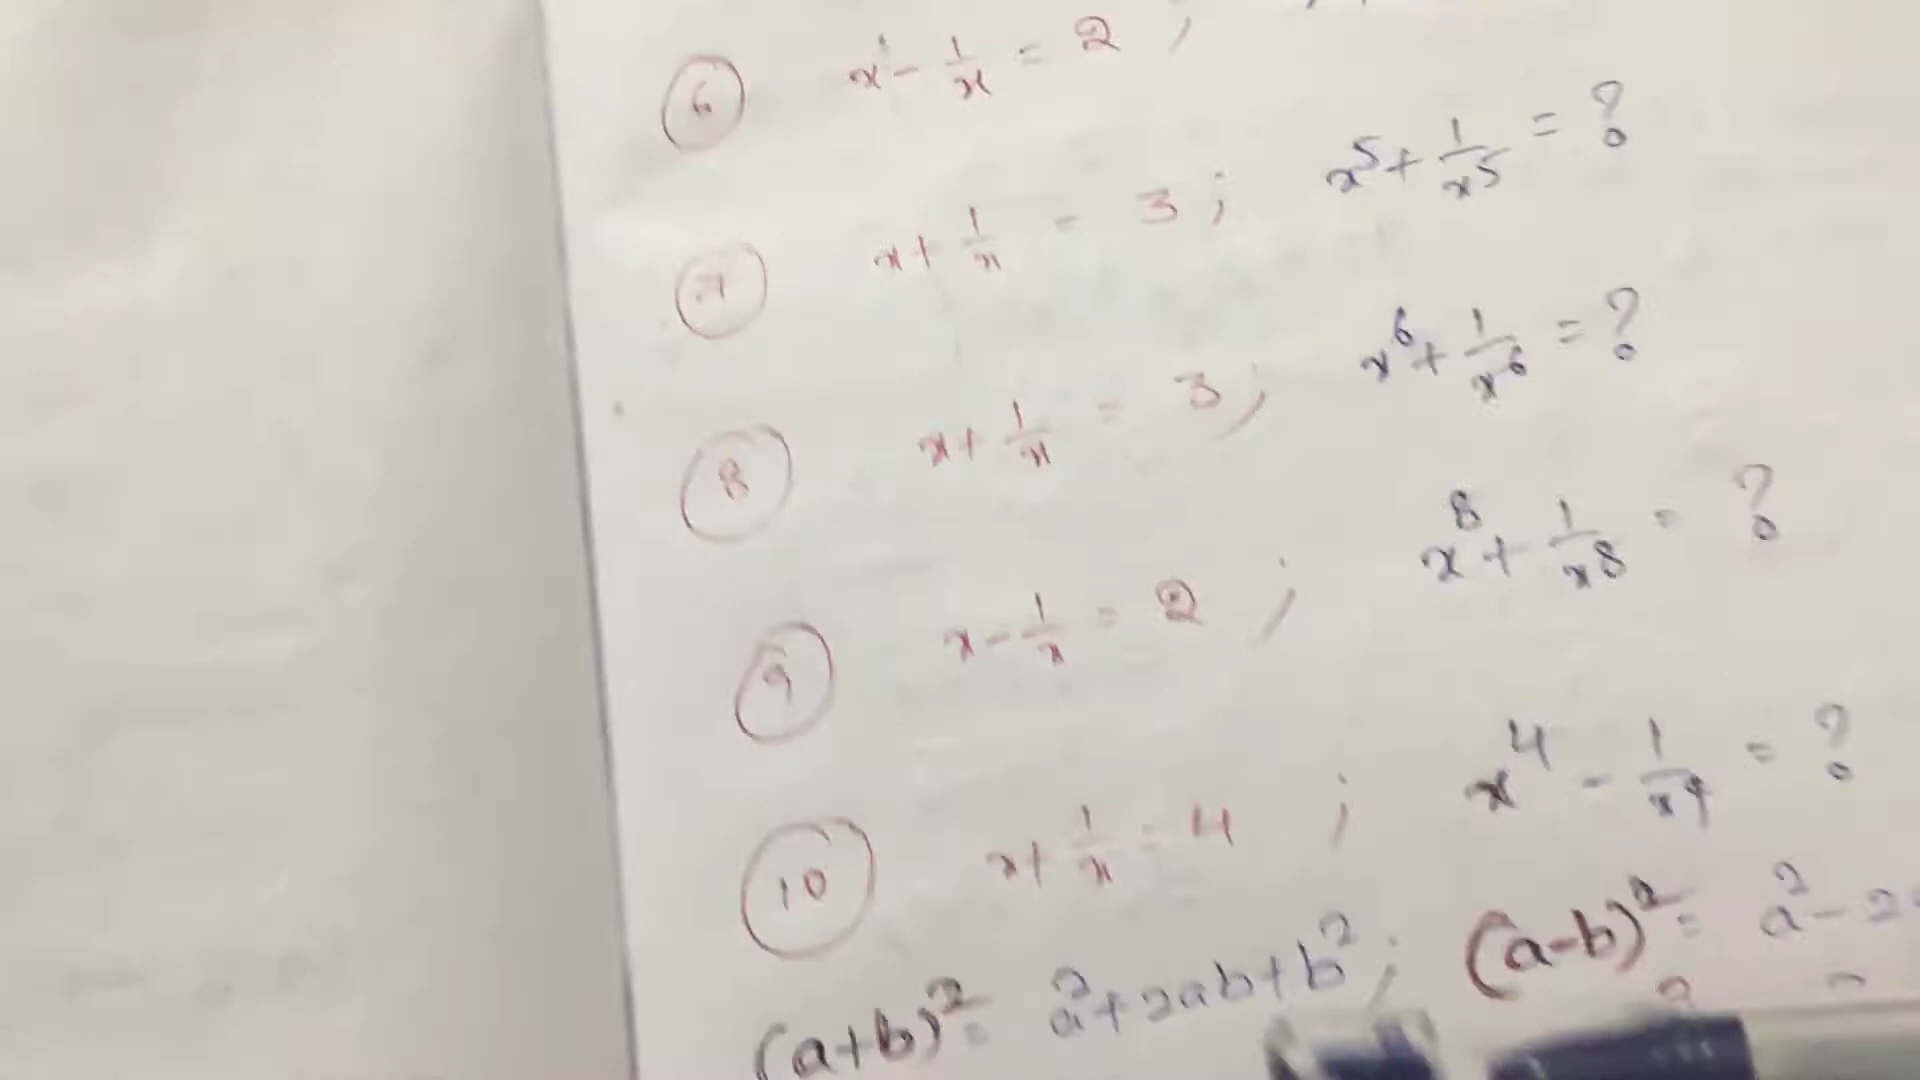 6 x - 1/x = 2 ;
7 x + 1/x = 3 ; x⁵ + 1/x⁵ = ?
8 x + 1/x = 3 ; x⁶ + 1/x⁶ = ?
9 x - 1/x = 2 ; x⁸ + 1/x⁸ = ?
10 x + 1/x = 4 ; x⁴ - 1/x⁴ = ?
(a+b)² = a² + 2ab + b² ; (a-b)² = a² - 2